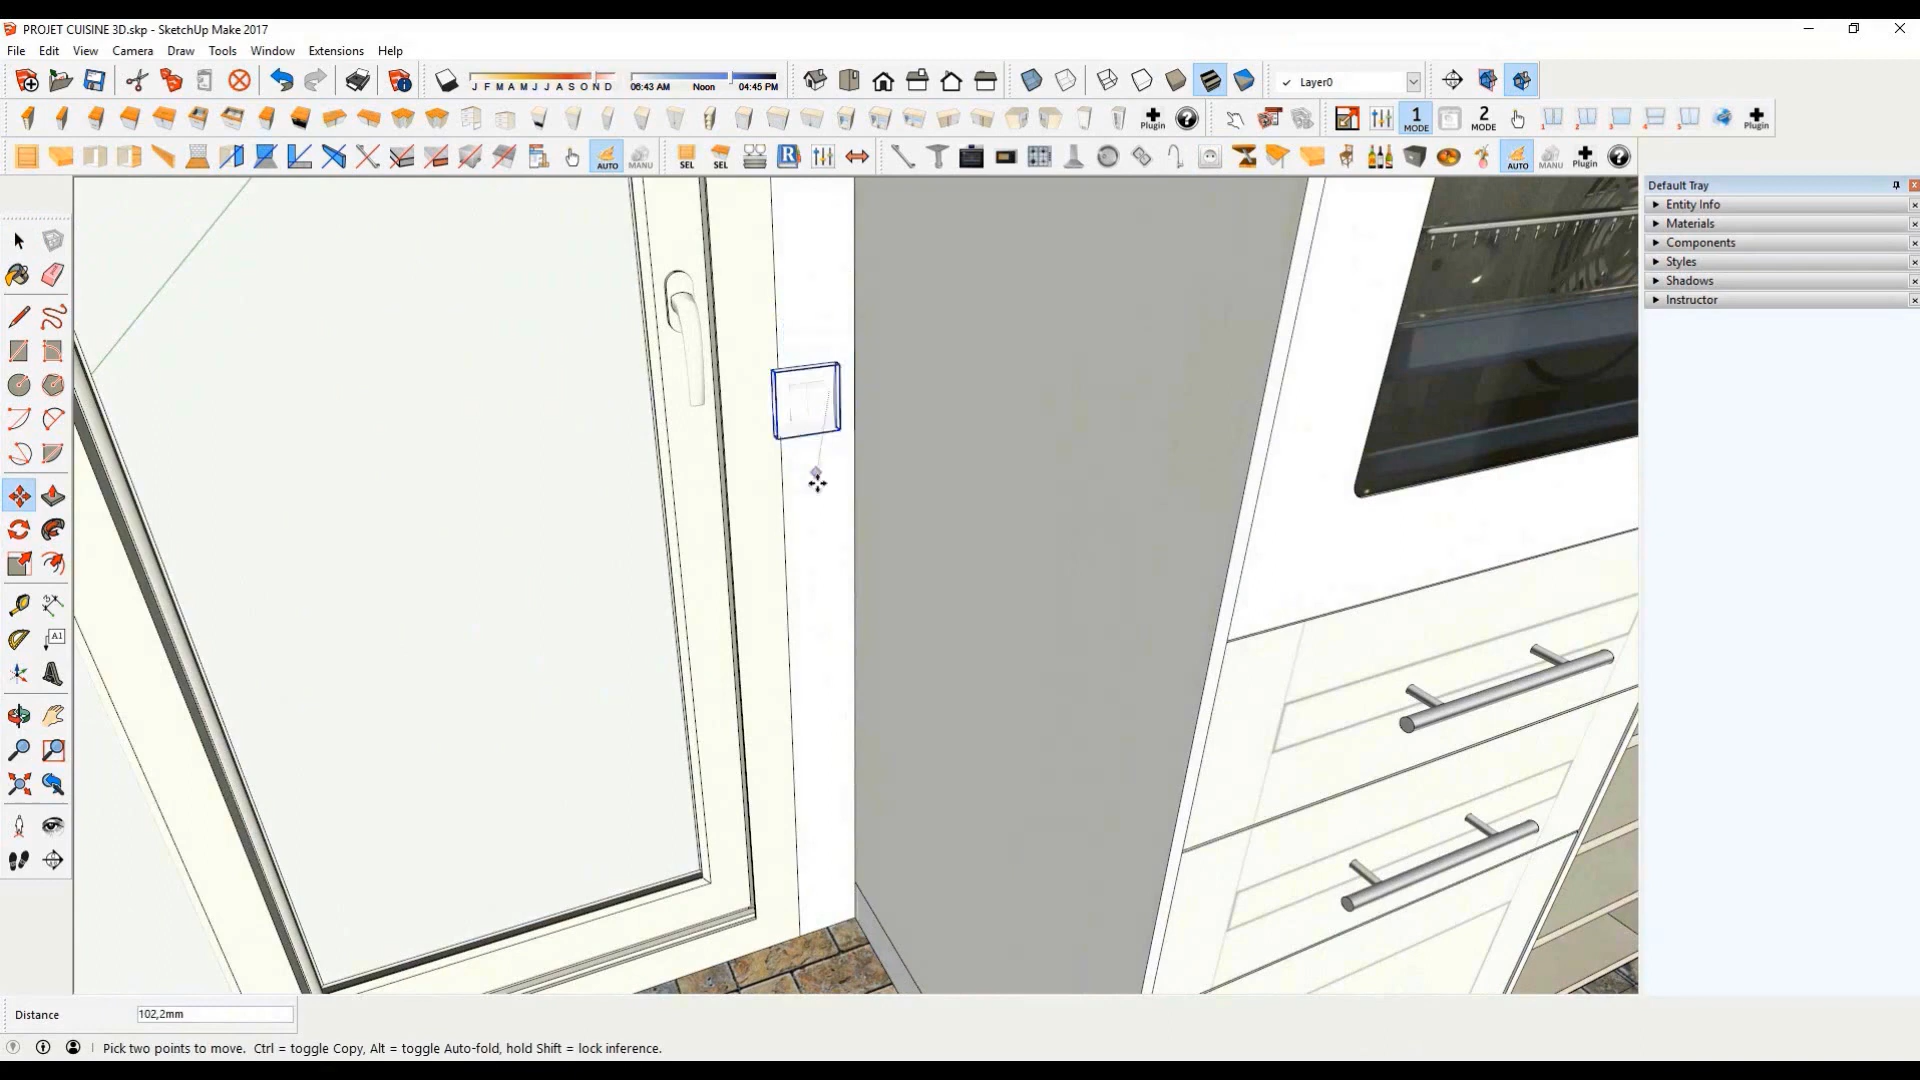 PROJET CUISINE 3D.skp - SketchUp Make 2017
File Edit View Camera Draw Tools Window Extensions Help
J F M A M J J A S O N D
06:43 AM Noon 04:45 PM
Layer0
Plugin
1 MODE
2 MODE
Plugin
AUTO MANU
SEL SEL
R
AUTO MANU Plugin
Default Tray
Entity Info
Materials
Components
Styles
Shadows
Instructor
A1
Distance 102,2mm
Pick two points to move. Ctrl = toggle Copy, Alt = toggle Auto-fold, hold Shift = lock inference.